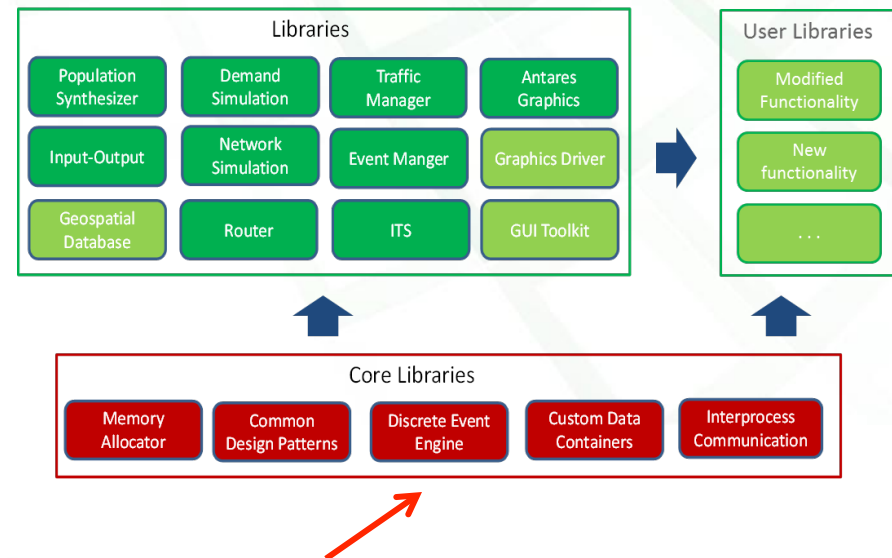 Libraries
Population
Synthesizer
Demand
Simulation
Traffic
Manager
Antares
Graphics
Input-Output
Network
Simulation
Event Manger
Graphics Driver
Geospatial
Database
Router
ITS
GUI Toolkit
User Libraries
Modified
Functionality
New
functionality
...
Core Libraries
Memory
Allocator
Common
Design Patterns
Discrete Event
Engine
Custom Data
Containers
Interprocess
Communication